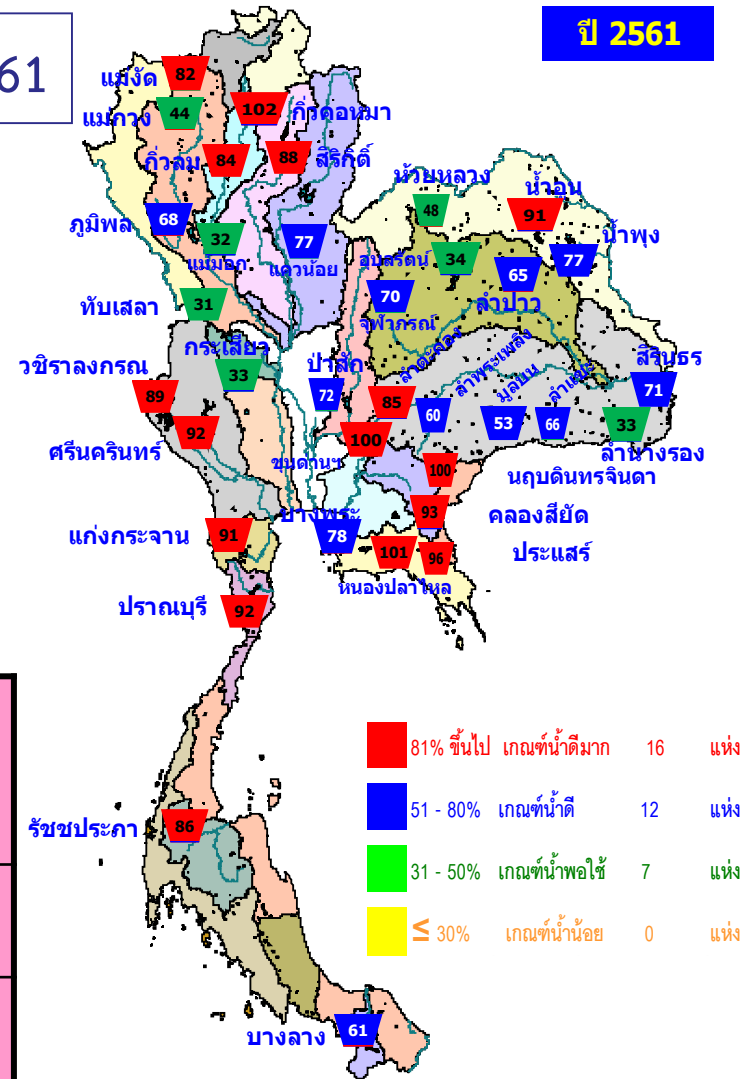 61
ปี 2561
แม่งัด
82
แม่กวง
44
102
กิ่วคอหมา
กิ่วลม
84
88
สิริกิติ์
ห้วยหลวง
48
น้ำอูน
91
ภูมิพล
68
32
แม่มอก
77
แควน้อย
อุบลรัตน์
34
65
ลำปาว
77
น้ำพุง
70
จุฬาภรณ์
ทับเสลา
31
กระเสียว
33
ป่าสัก
72
ลำตะคอง
85
ลำพระเพลิง
60
มูลบน
53
ลำแชะ
66
สิรินธร
71
33
ลำนางรอง
วชิราลงกรณ
89
ศรีนครินทร์
92
100
ขุนด่านฯ
100
นฤบดินทรจินดา
93
คลองสียัด
แก่งกระจาน
91
บางพระ
78
101
หนองปลาไหล
96
ประแสร์
ปราณบุรี
92
81% ขึ้นไป เกณฑ์น้ำดีมาก 16 แห่ง
51 - 80% เกณฑ์น้ำดี 12 แห่ง
31 - 50% เกณฑ์น้ำพอใช้ 7 แห่ง
≤ 30% เกณฑ์น้ำน้อย 0 แห่ง
รัชชประภา
86
บางลาง
61